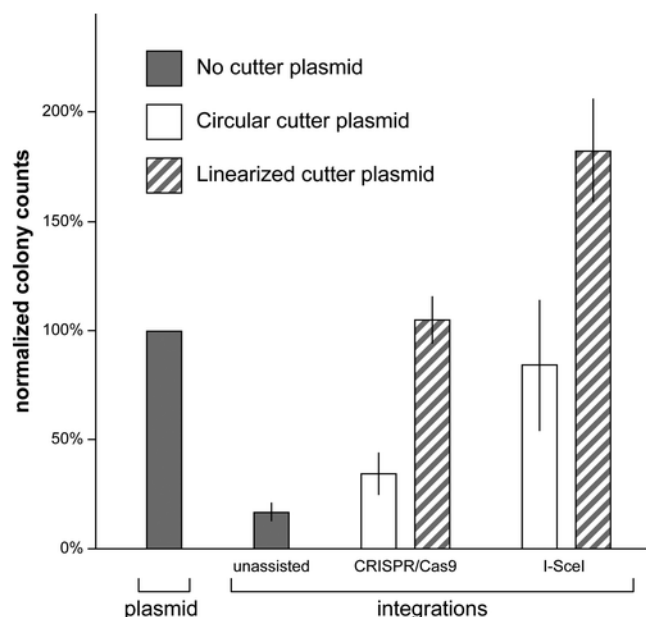 No cutter plasmid
Circular cutter plasmid
Linearized cutter plasmid
normalized colony counts
200%
150%
100%
50%
0%
unassisted
CRISPR/Cas9
I-SceI
plasmid
integrations